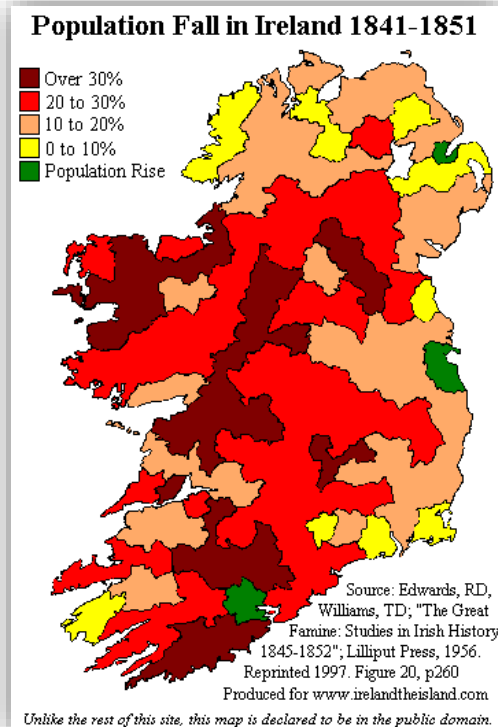 Population Fall in Ireland 1841-1851
Over 30%
20 to 30%
10 to 20%
0 to 10%
Population Rise
Source: Edwards, RD,
Williams, TD; "The Great
Famine: Studies in Irish History
1845-1852"; Lilliput Press, 1956.
Reprinted 1997. Figure 20, p260
Produced for www.irelandtheisland.com
Unlike the rest of this site, this map is declared to be in the public domain.